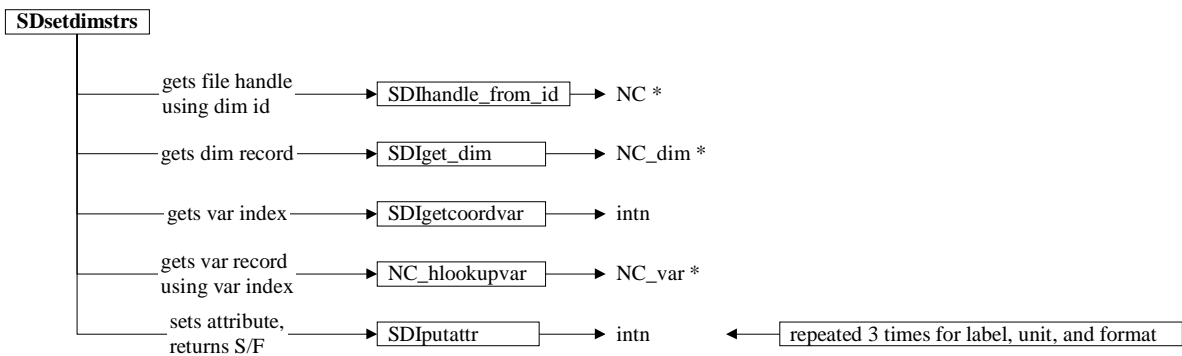 SDsetdimstrs
gets file handle
using dim id
SDIhandle_from_id
NC *
gets dim record
SDIget_dim
NC_dim *
gets var index
SDIgetcoordvar
intn
gets var record
using var index
NC_hlookupvar
NC_var *
sets attribute,
returns S/F
SDIputattr
intn
repeated 3 times for label, unit, and format